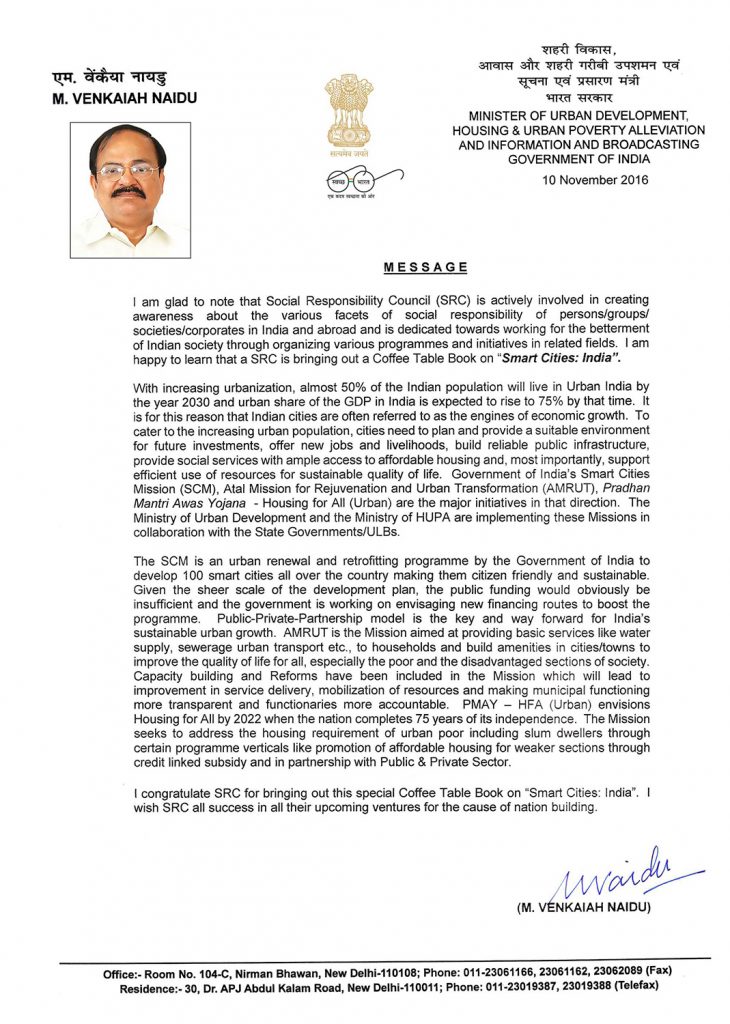 एम. वेंकैया नायडु
M. VENKAIAH NAIDU
सत्यमेव जयते
स्वच्छ भारत
एक कदम स्वच्छता की ओर
शहरी विकास,
आवास और शहरी गरीबी उपशमन एवं
सूचना एवं प्रसारण मंत्री
भारत सरकार
MINISTER OF URBAN DEVELOPMENT,
HOUSING & URBAN POVERTY ALLEVIATION
AND INFORMATION AND BROADCASTING
GOVERNMENT OF INDIA
10 November 2016
MESSAGE
I am glad to note that Social Responsibility Council (SRC) is actively involved in creating
awareness about the various facets of social responsibility of persons/groups/
societies/corporates in India and abroad and is dedicated towards working for the betterment
of Indian society through organizing various programmes and initiatives in related fields. I am
happy to learn that a SRC is bringing out a Coffee Table Book on “Smart Cities: India”.
With increasing urbanization, almost 50% of the Indian population will live in Urban India by
the year 2030 and urban share of the GDP in India is expected to rise to 75% by that time. It
is for this reason that Indian cities are often referred to as the engines of economic growth. To
cater to the increasing urban population, cities need to plan and provide a suitable environment
for future investments, offer new jobs and livelihoods, build reliable public infrastructure,
provide social services with ample access to affordable housing and, most importantly, support
efficient use of resources for sustainable quality of life. Government of India’s Smart Cities
Mission (SCM), Atal Mission for Rejuvenation and Urban Transformation (AMRUT), Pradhan
Mantri Awas Yojana - Housing for All (Urban) are the major initiatives in that direction. The
Ministry of Urban Development and the Ministry of HUPA are implementing these Missions in
collaboration with the State Governments/ULBs.
The SCM is an urban renewal and retrofitting programme by the Government of India to
develop 100 smart cities all over the country making them citizen friendly and sustainable.
Given the sheer scale of the development plan, the public funding would obviously be
insufficient and the government is working on envisaging new financing routes to boost the
programme. Public-Private-Partnership model is the key and way forward for India’s
sustainable urban growth. AMRUT is the Mission aimed at providing basic services like water
supply, sewerage urban transport etc., to households and build amenities in cities/towns to
improve the quality of life for all, especially the poor and the disadvantaged sections of society.
Capacity building and Reforms have been included in the Mission which will lead to
improvement in service delivery, mobilization of resources and making municipal functioning
more transparent and functionaries more accountable. PMAY – HFA (Urban) envisions
Housing for All by 2022 when the nation completes 75 years of its independence. The Mission
seeks to address the housing requirement of urban poor including slum dwellers through
certain programme verticals like promotion of affordable housing for weaker sections through
credit linked subsidy and in partnership with Public & Private Sector.
I congratulate SRC for bringing out this special Coffee Table Book on “Smart Cities: India”. I
wish SRC all success in all their upcoming ventures for the cause of nation building.
MVaidu
(M. VENKAIAH NAIDU)
Office:- Room No. 104-C, Nirman Bhawan, New Delhi-110108; Phone: 011-23061166, 23061162, 23062089 (Fax)
Residence:- 30, Dr. APJ Abdul Kalam Road, New Delhi-110011; Phone: 011-23019387, 23019388 (Telefax)